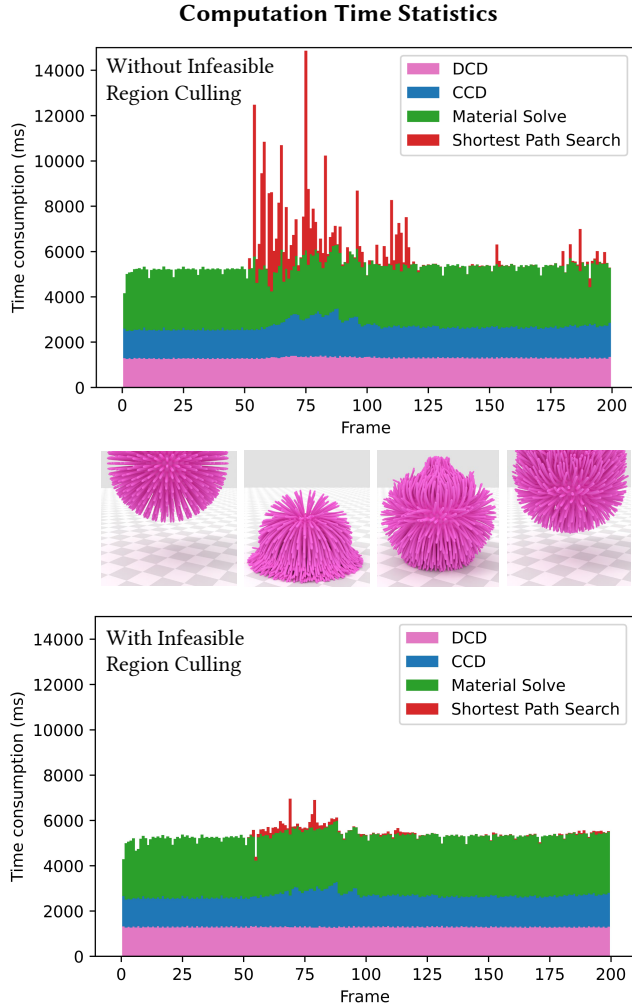 Computation Time Statistics
Without Infeasible
Region Culling
DCD
CCD
Material Solve
Shortest Path Search
Time consumption (ms)
14000
12000
10000
8000
6000
4000
2000
0
0 25 50 75 100 125 150 175 200
Frame
With Infeasible
Region Culling
DCD
CCD
Material Solve
Shortest Path Search
Time consumption (ms)
14000
12000
10000
8000
6000
4000
2000
0
0 25 50 75 100 125 150 175 200
Frame